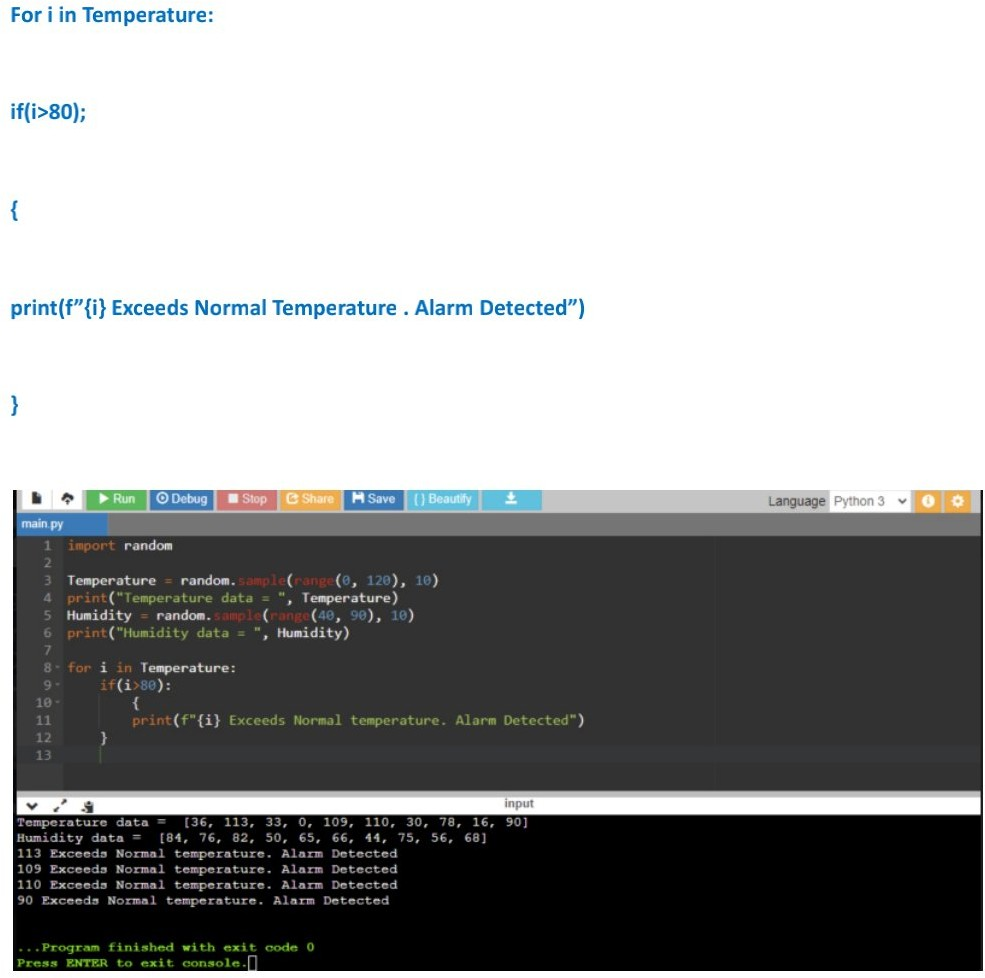 For i in Temperature:
if(i>80);
{
print(f”{i} Exceeds Normal Temperature . Alarm Detected”)
}
Run Debug Stop Share Save {} Beautify Language Python 3
main.py
1 import random
2
3 Temperature = random.sample(range(0, 120), 10)
4 print("Temperature data = ", Temperature)
5 Humidity = random.sample(range(40, 90), 10)
6 print("Humidity data = ", Humidity)
7
8 for i in Temperature:
9     if(i>80):
10         {
11         print(f"{i} Exceeds Normal temperature. Alarm Detected")
12     }
13
input
Temperature data =  [36, 113, 33, 0, 109, 110, 30, 78, 16, 90]
Humidity data =  [84, 76, 82, 50, 65, 66, 44, 75, 56, 68]
113 Exceeds Normal temperature. Alarm Detected
109 Exceeds Normal temperature. Alarm Detected
110 Exceeds Normal temperature. Alarm Detected
90 Exceeds Normal temperature. Alarm Detected
...Program finished with exit code 0
Press ENTER to exit console.